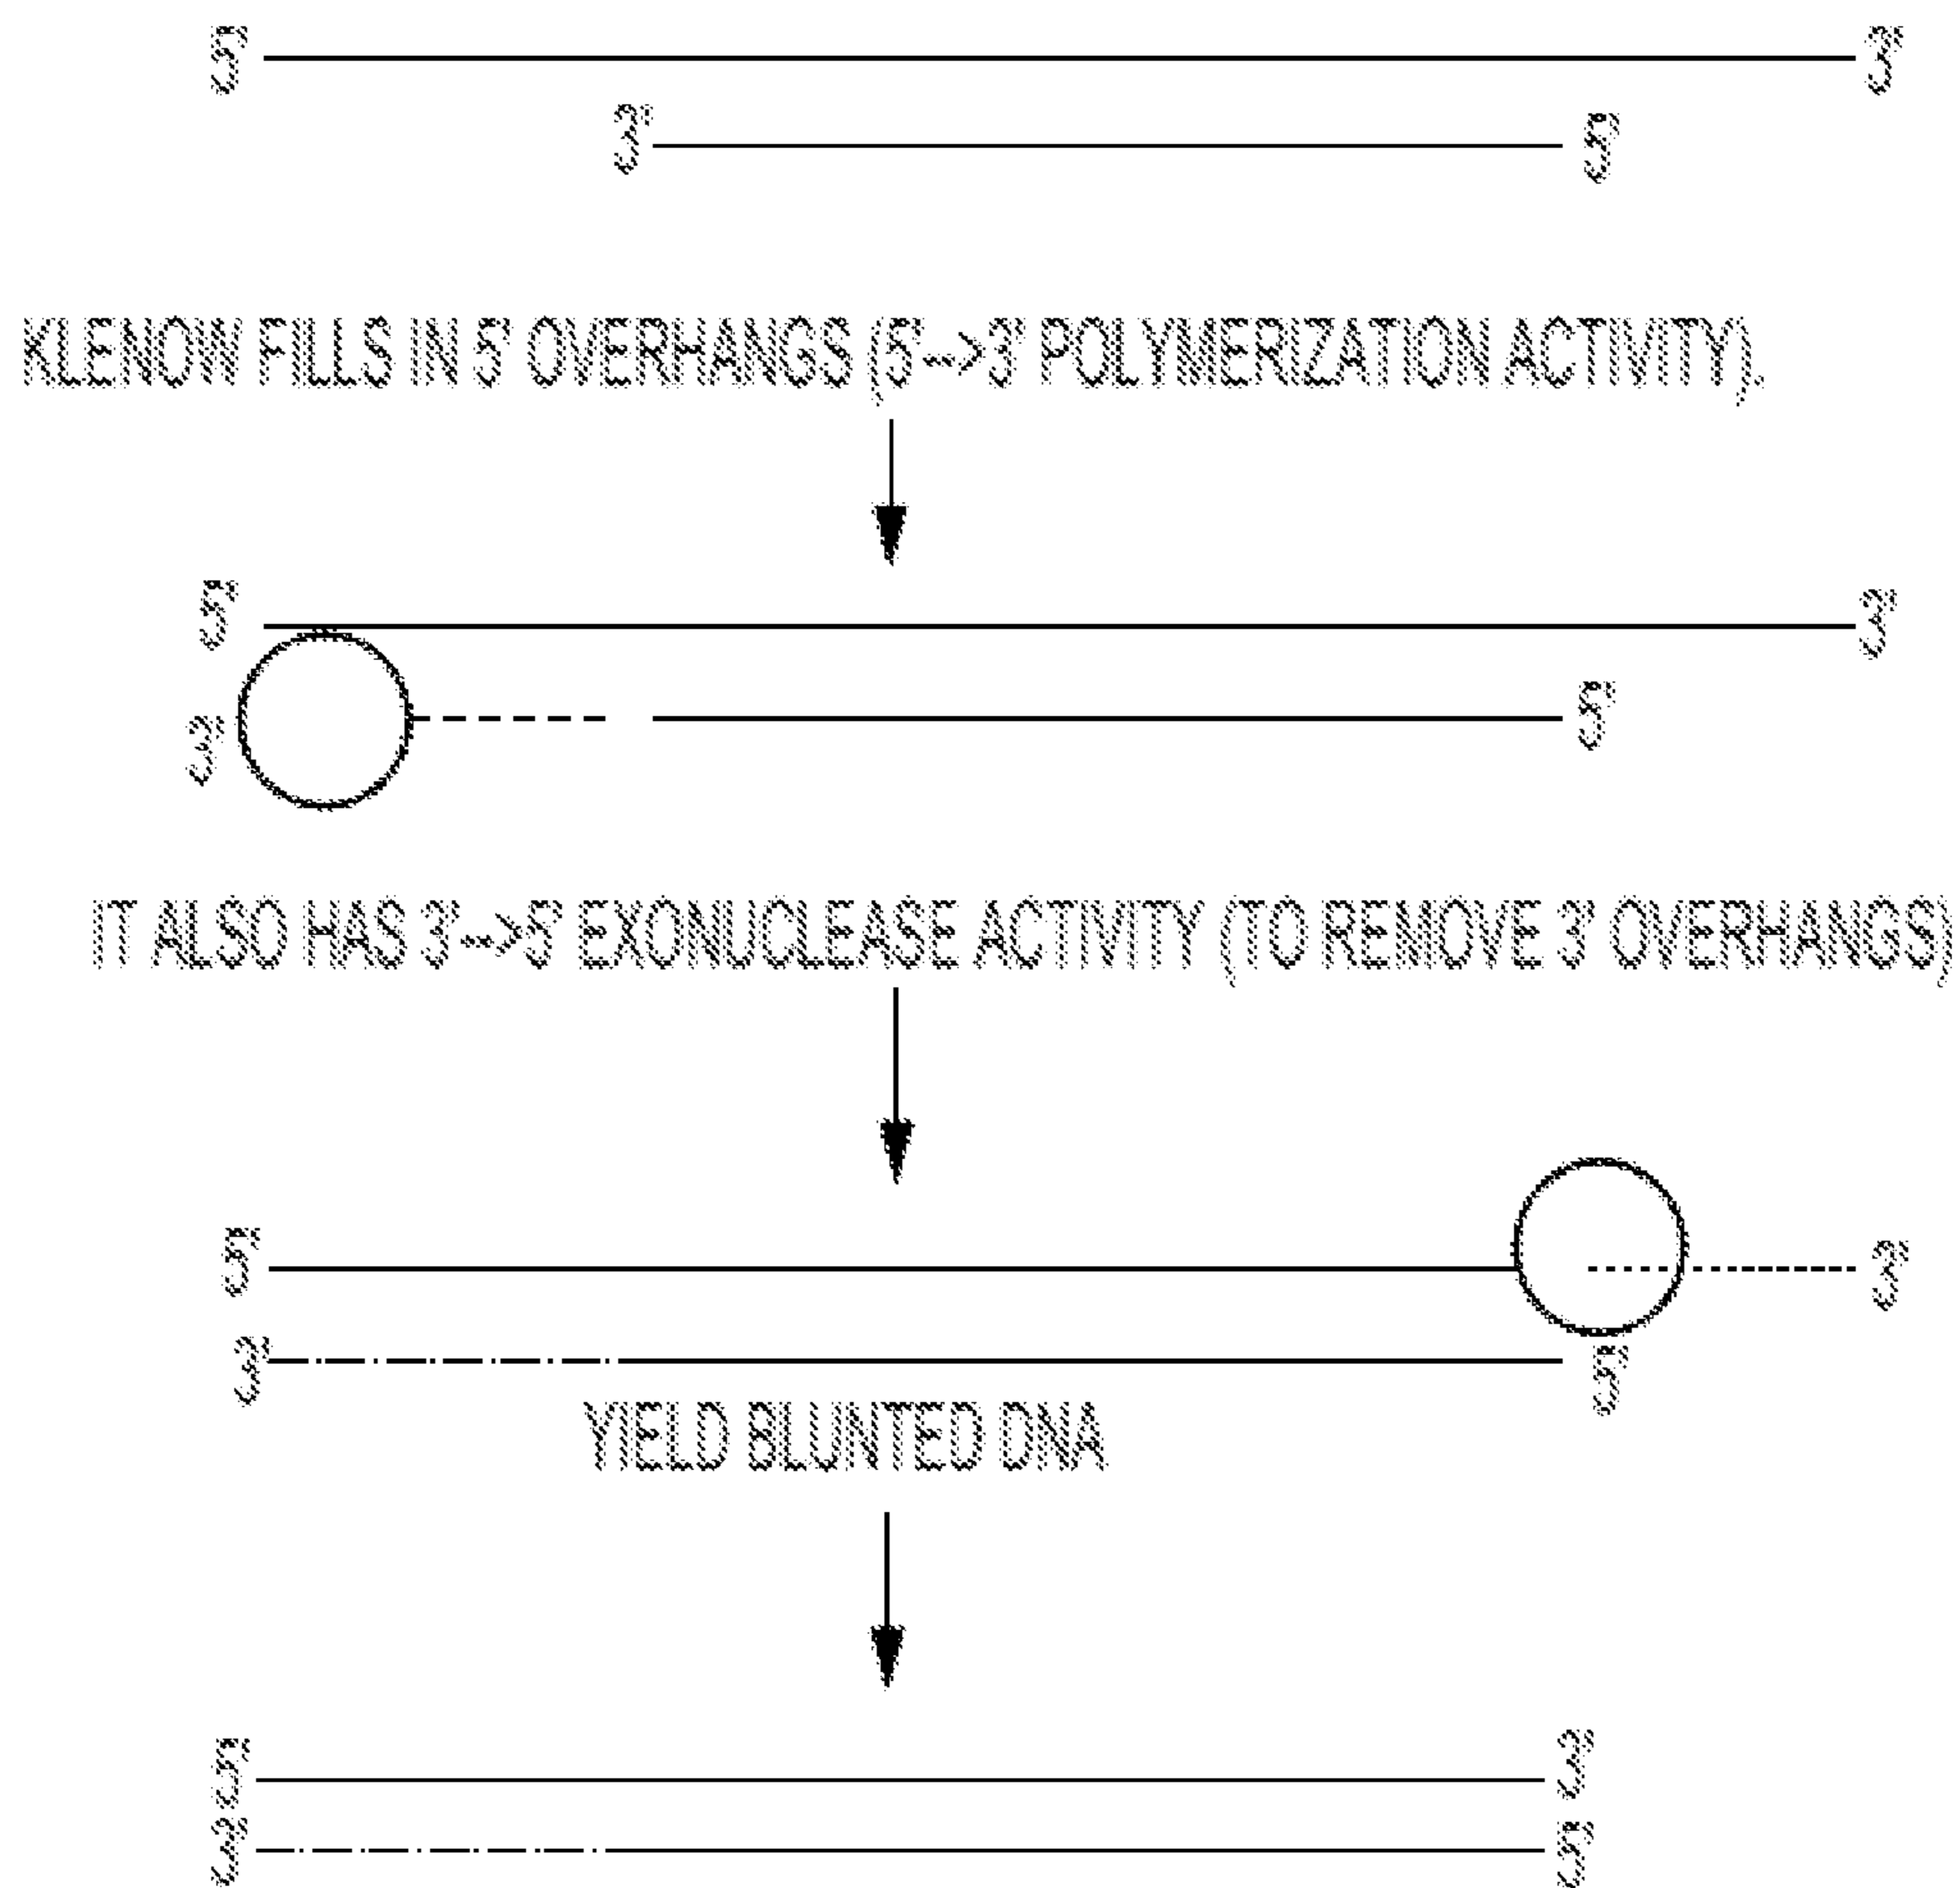 5' 3'
3' 5'
KLENOW FILLS IN 5' OVERHANGS (5'-->3' POLYMERIZATION ACTIVITY).
5' 3'
3' 5'
IT ALSO HAS 3'-->5' EXONUCLEASE ACTIVITY (TO REMOVE 3' OVERHANGS)
5' 3'
3' 5'
YIELD BLUNTED DNA
5' 3'
3' 5'